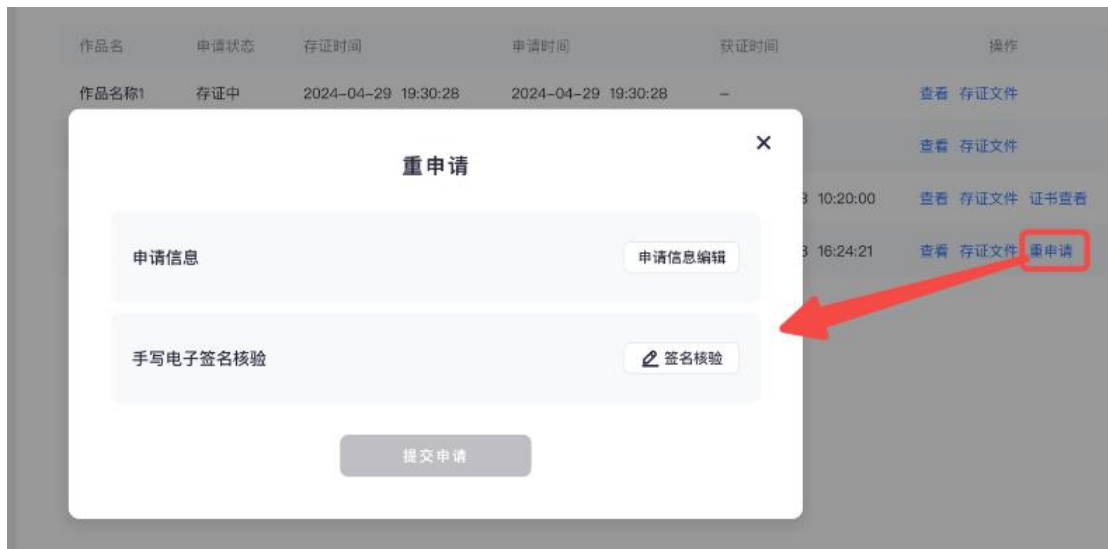 作品名 申请状态 存证时间 申请时间 获证时间 操作
作品名称1 存证中 2024-04-29 19:30:28 2024-04-29 19:30:28 – 查看 存证文件
查看 存证文件
10:20:00 查看 存证文件 证书查看
16:24:21 查看 存证文件 重申请
重申请
申请信息 申请信息编辑
手写电子签名核验 签名核验
提交申请